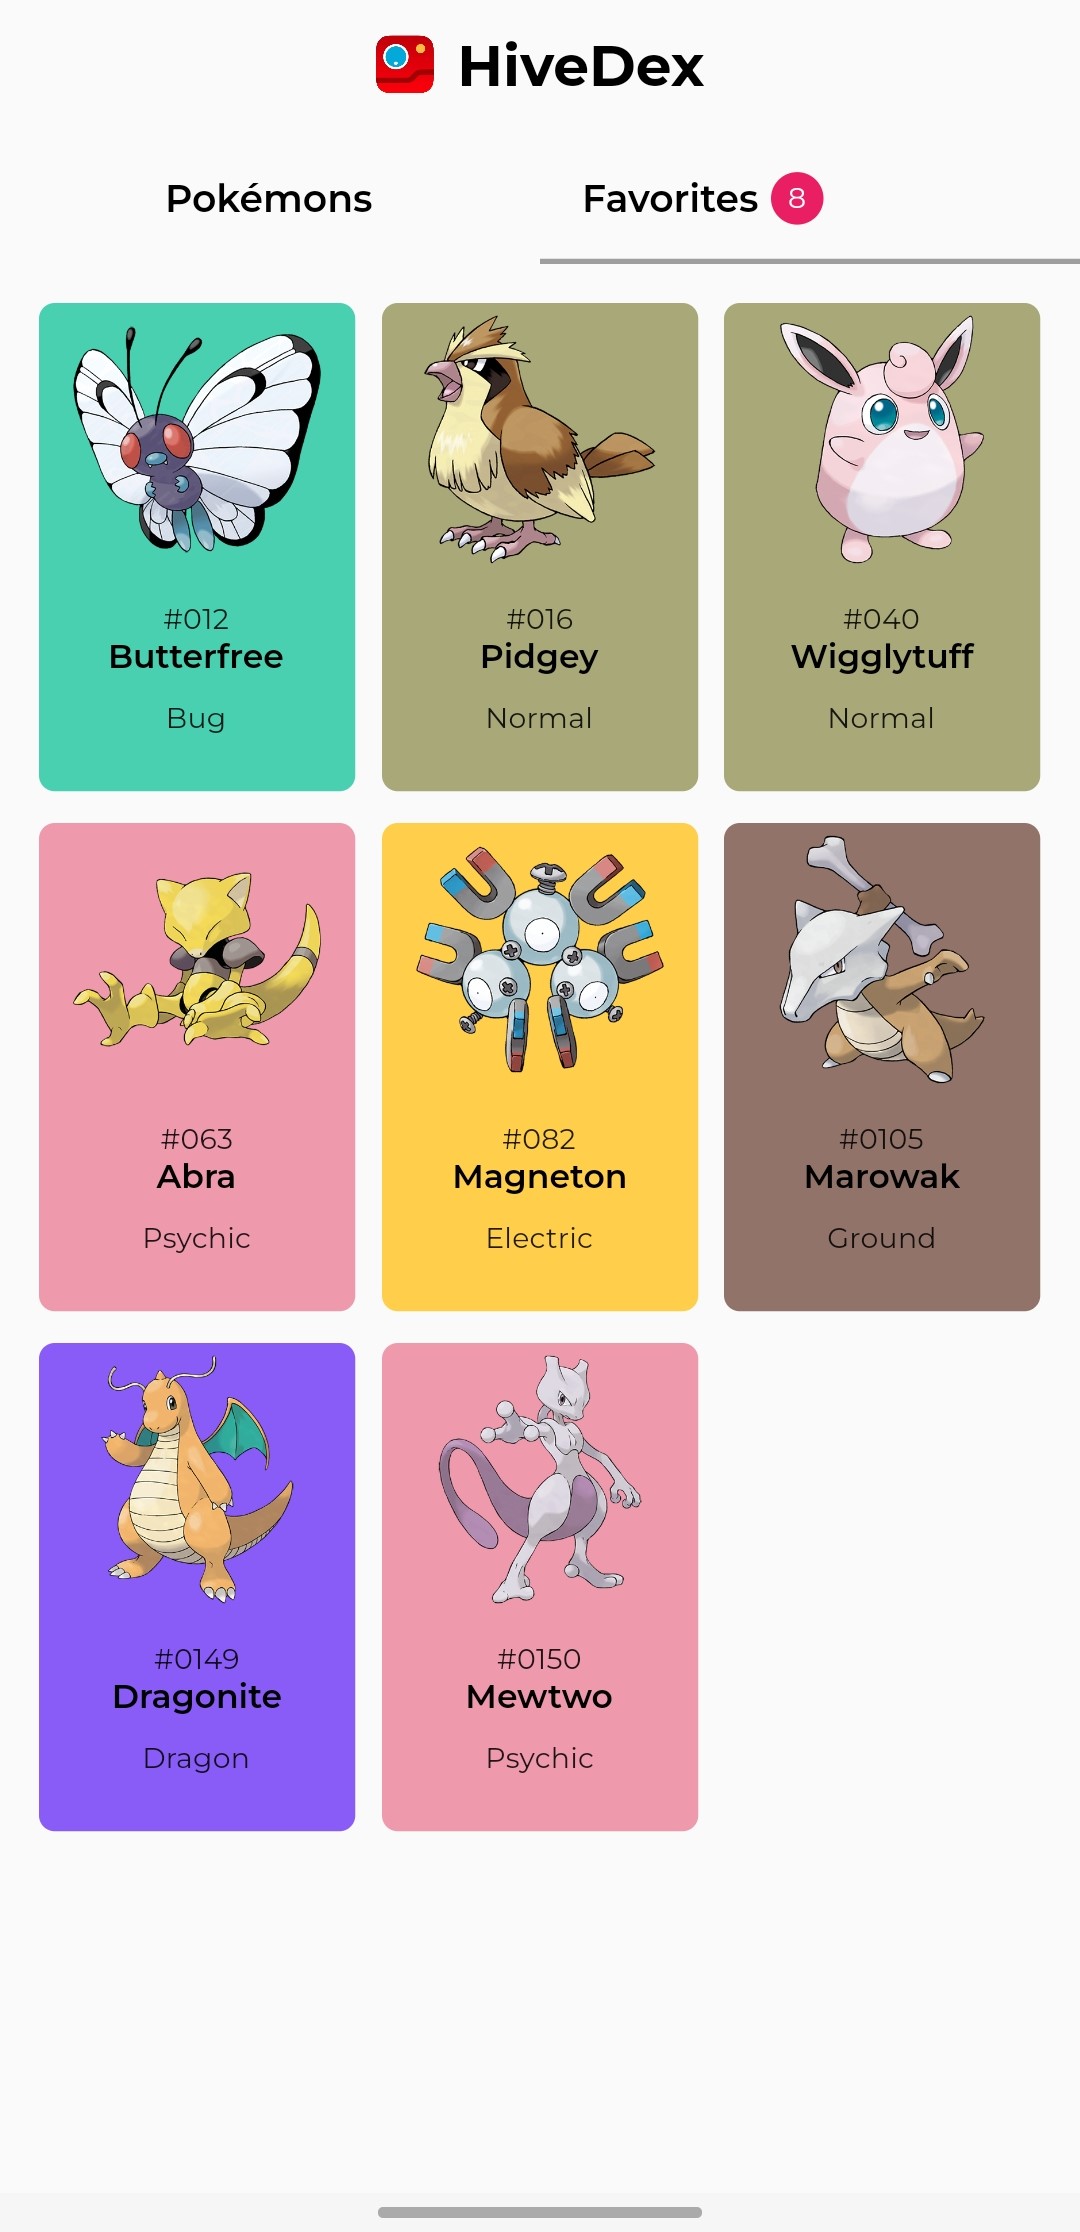 HiveDex
Pokémons
Favorites 8
#012
Butterfree
Bug
#016
Pidgey
Normal
#040
Wigglytuff
Normal
#063
Abra
Psychic
#082
Magneton
Electric
#0105
Marowak
Ground
#0149
Dragonite
Dragon
#0150
Mewtwo
Psychic